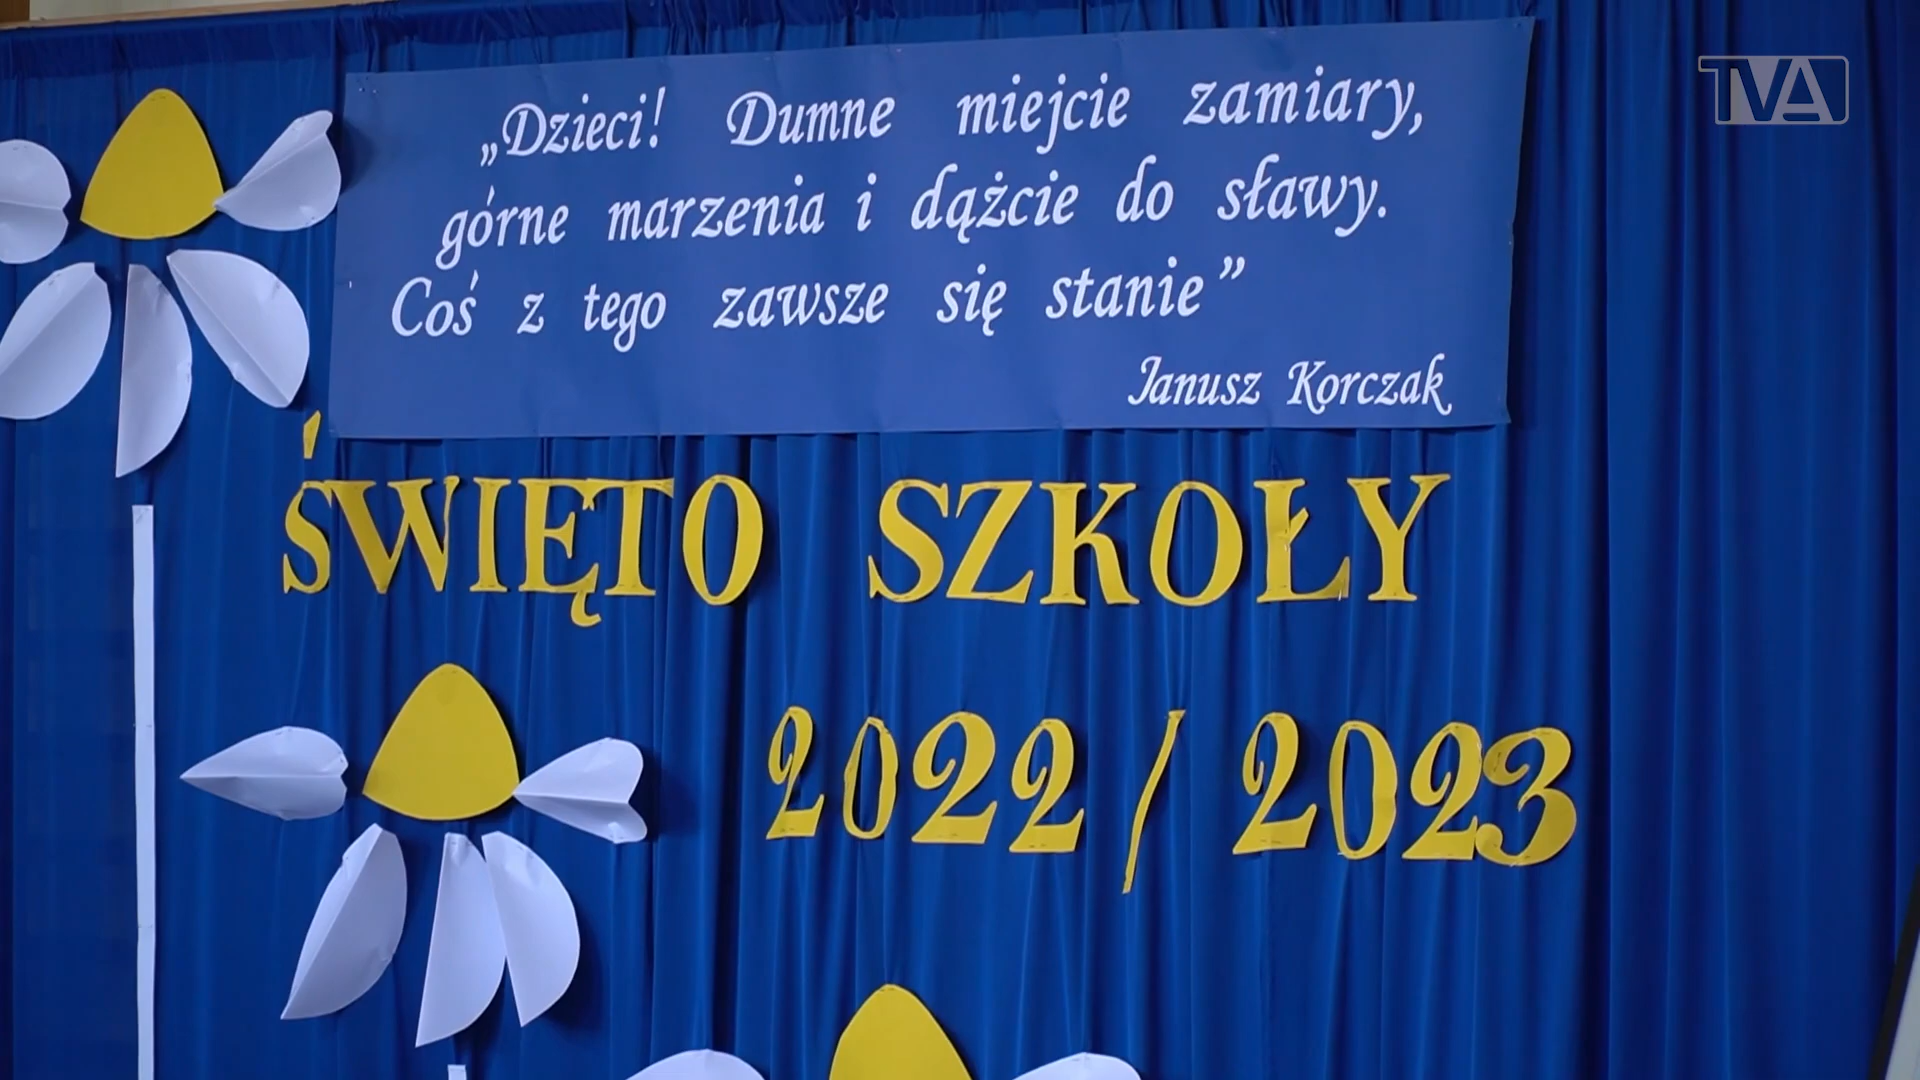 „Dzieci! Dumne miejcie zamiary,
górne marzenia i dążcie do sławy.
Coś z tego zawsze się stanie”
Janusz Korczak
ŚWIĘTO SZKOŁY
2022 / 2023
TVA